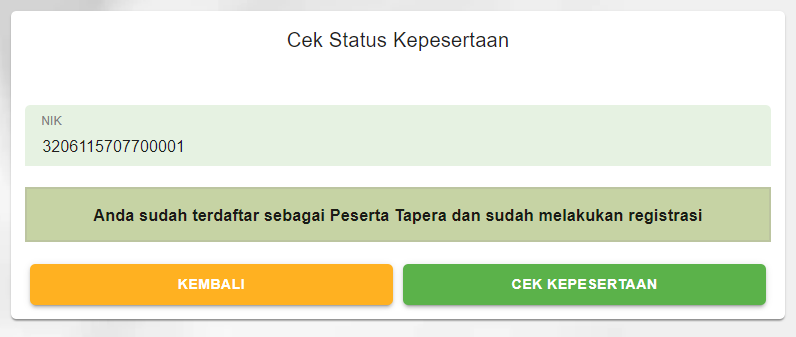 Cek Status Kepesertaan
NIK
3206115707700001
Anda sudah terdaftar sebagai Peserta Tapera dan sudah melakukan registrasi
KEMBALI
CEK KEPESERTAAN